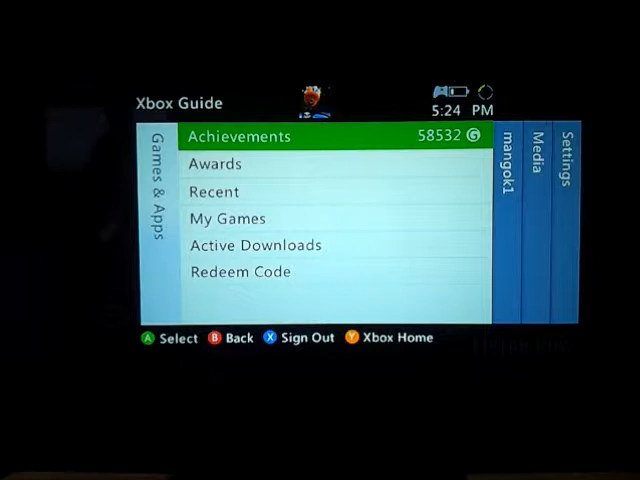 Xbox Guide
5:24 PM
Games & Apps
Achievements 58532 G
Awards
Recent
My Games
Active Downloads
Redeem Code
mangok1
Media
Settings
A Select B Back X Sign Out Y Xbox Home